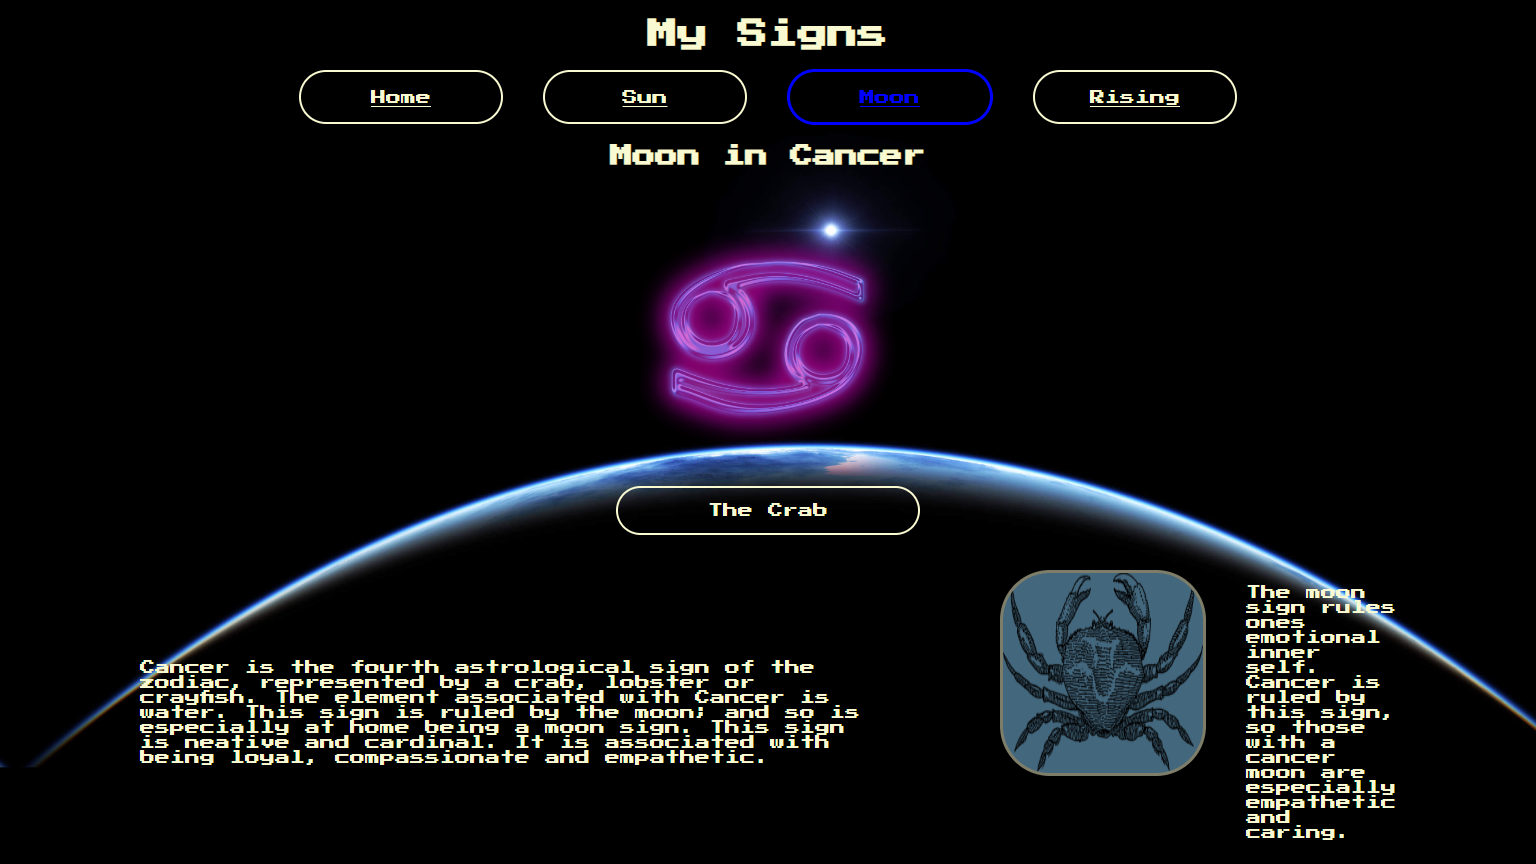 My Signs
Home
Sun
Moon
Rising
Moon in Cancer
The Crab
Cancer is the fourth astrological sign of the
zodiac, represented by a crab, lobster or
crayfish. The element associated with Cancer is
water. This sign is ruled by the moon; and so is
especially at home being a moon sign. This sign
is neative and cardinal. It is associated with
being loyal, compassionate and empathetic.
The moon
sign rules
ones
emotional
inner
self.
Cancer is
ruled by
this sign,
so those
with a
cancer
moon are
especially
empathetic
and
caring.